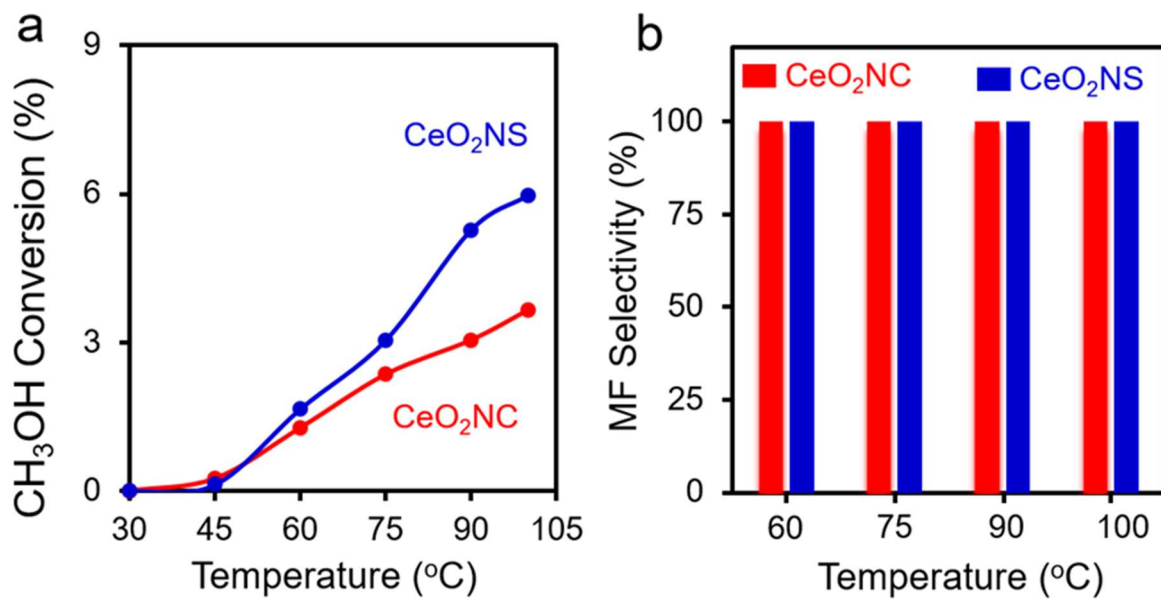 a
CH₃OH Conversion (%)
9
6
3
0
30 45 60 75 90 105
Temperature (ᵒC)
CeO₂NS
CeO₂NC
b
MF Selectivity (%)
CeO₂NC CeO₂NS
100
75
50
25
0
60 75 90 100
Temperature (ᵒC)